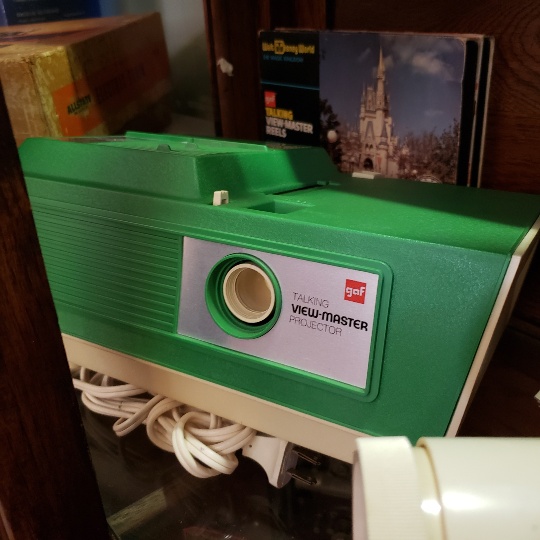 Walt Disney World
gaf
TALKING
VIEW-MASTER
REELS
gaf
TALKING
VIEW-MASTER
PROJECTOR